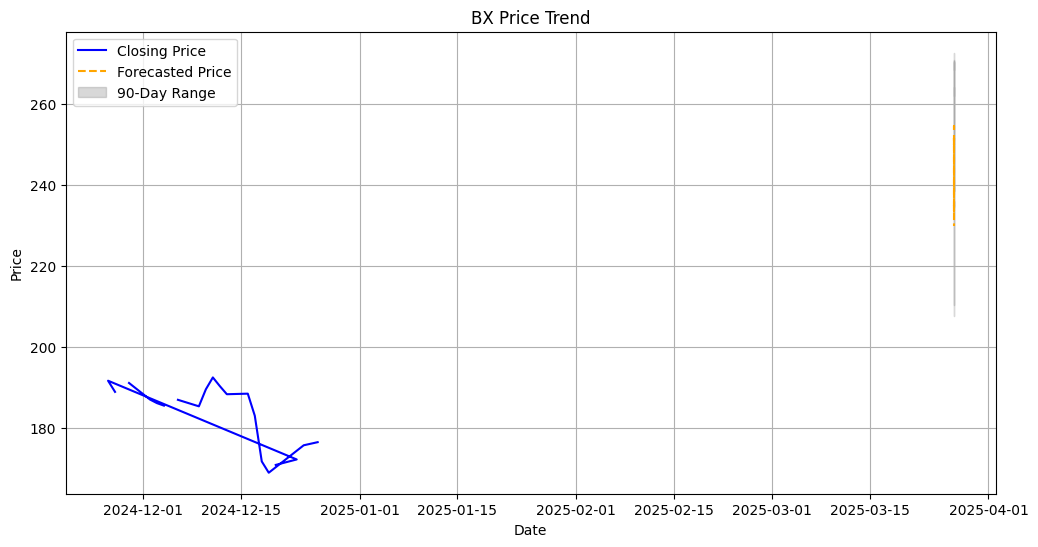 BX Price Trend
Closing Price
Forecasted Price
90-Day Range
Price
260
240
220
200
180
2024-12-01 2024-12-15 2025-01-01 2025-01-15 2025-02-01 2025-02-15 2025-03-01 2025-03-15 2025-04-01
Date